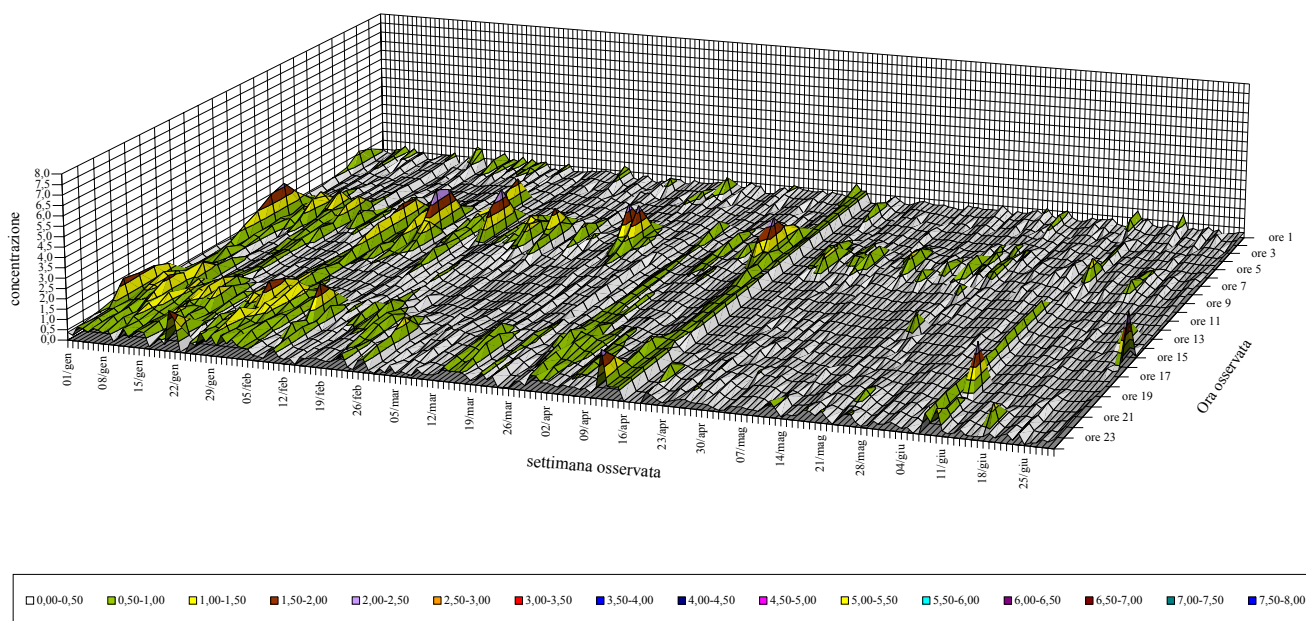 8,0
7,5
7,0
6,5
6,0
5,5
5,0
4,5
4,0
3,5
3,0
2,5
2,0
1,5
1,0
0,5
0,0
concentrazione
01/gen
08/gen
15/gen
22/gen
29/gen
05/feb
12/feb
19/feb
26/feb
05/mar
12/mar
19/mar
26/mar
02/apr
09/apr
16/apr
23/apr
30/apr
07/mag
14/mag
21/mag
28/mag
04/giu
11/giu
18/giu
25/giu
settimana osservata
ore 1
ore 3
ore 5
ore 7
ore 9
ore 11
ore 13
ore 15
ore 17
ore 19
ore 21
ore 23
Ora osservata
0,00-0,50 0,50-1,00 1,00-1,50 1,50-2,00 2,00-2,50 2,50-3,00 3,00-3,50 3,50-4,00 4,00-4,50 4,50-5,00 5,00-5,50 5,50-6,00 6,00-6,50 6,50-7,00 7,00-7,50 7,50-8,00